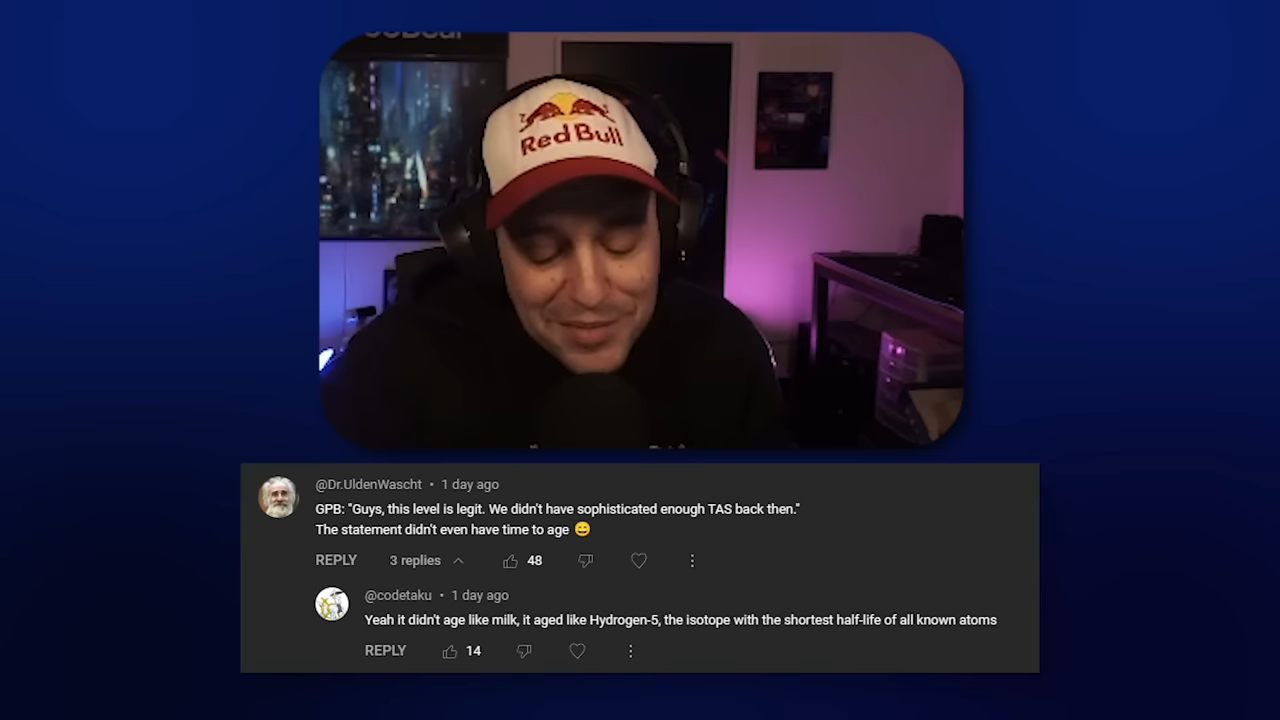 Red Bull
@Dr.UldenWascht • 1 day ago
GPB: "Guys, this level is legit. We didn't have sophisticated enough TAS back then."
The statement didn't even have time to age 😄
REPLY 3 replies 48
@codetaku • 1 day ago
Yeah it didn't age like milk, it aged like Hydrogen-5, the isotope with the shortest half-life of all known atoms
REPLY 14